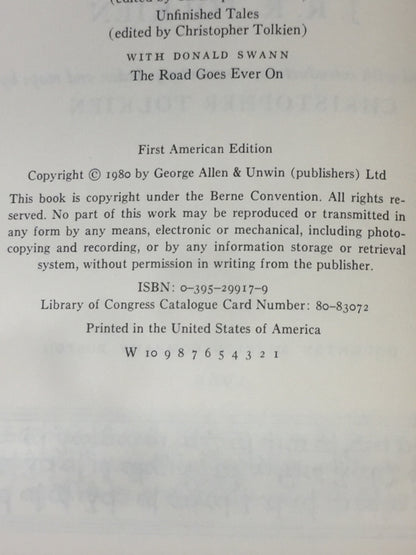 Unfinished Tales
(edited by Christopher Tolkien)
WITH DONALD SWANN
The Road Goes Ever On
First American Edition
Copyright © 1980 by George Allen & Unwin (publishers) Ltd
This book is copyright under the Berne Convention. All rights re-
served. No part of this work may be reproduced or transmitted in
any form by any means, electronic or mechanical, including photo-
copying and recording, or by any information storage or retrieval
system, without permission in writing from the publisher.
ISBN: 0-395-29917-9
Library of Congress Catalogue Card Number: 80-83072
Printed in the United States of America
W 10 9 8 7 6 5 4 3 2 1